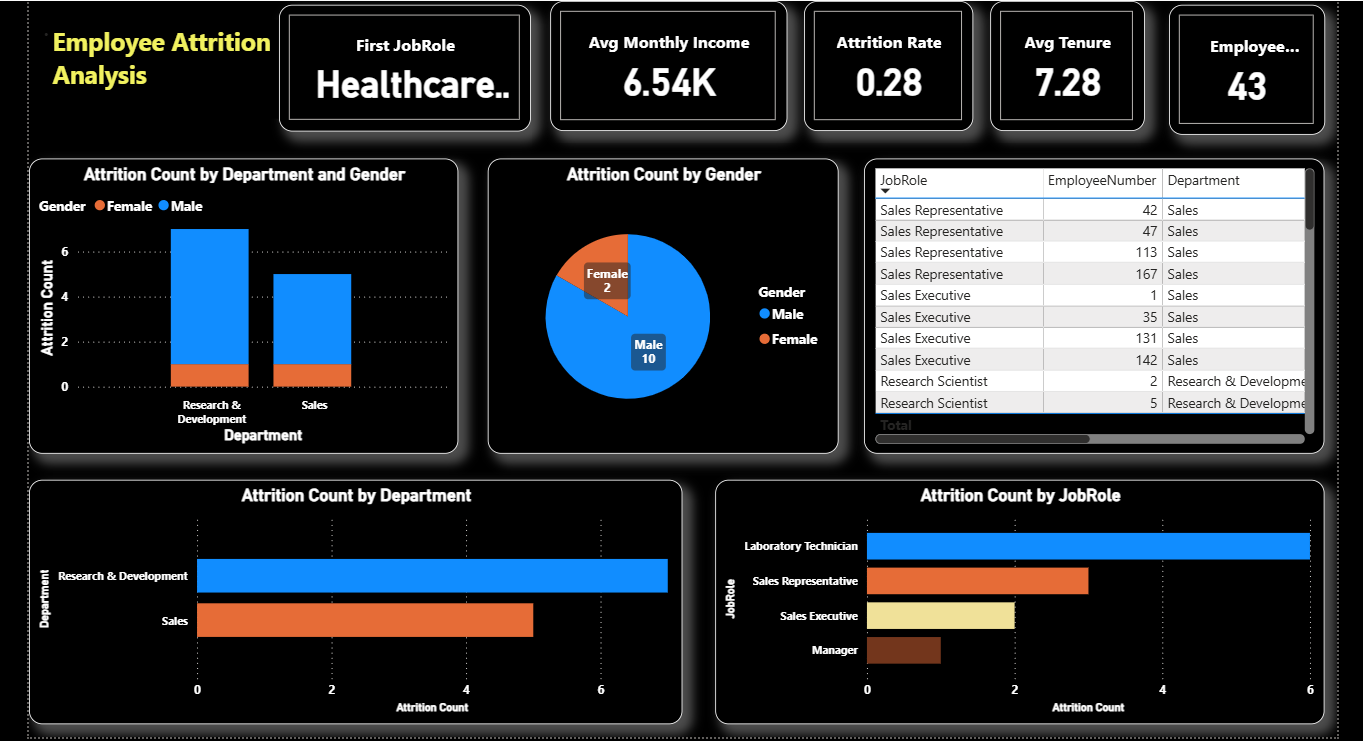 Employee Attrition
Analysis
First JobRole
Healthcare..
Avg Monthly Income
6.54K
Attrition Rate
0.28
Avg Tenure
7.28
Employee...
43
Attrition Count by Department and Gender
Gender Female Male
Attrition Count
6
4
2
0
Research &
Development
Sales
Department
Attrition Count by Gender
Female
2
Male
10
Gender
Male
Female
JobRole EmployeeNumber Department
Sales Representative 42 Sales
Sales Representative 47 Sales
Sales Representative 113 Sales
Sales Representative 167 Sales
Sales Executive 1 Sales
Sales Executive 35 Sales
Sales Executive 131 Sales
Sales Executive 142 Sales
Research Scientist 2 Research & Developme
Research Scientist 5 Research & Developme
Total
Attrition Count by Department
Department
Research & Development
Sales
0 2 4 6
Attrition Count
Attrition Count by JobRole
JobRole
Laboratory Technician
Sales Representative
Sales Executive
Manager
0 2 4 6
Attrition Count